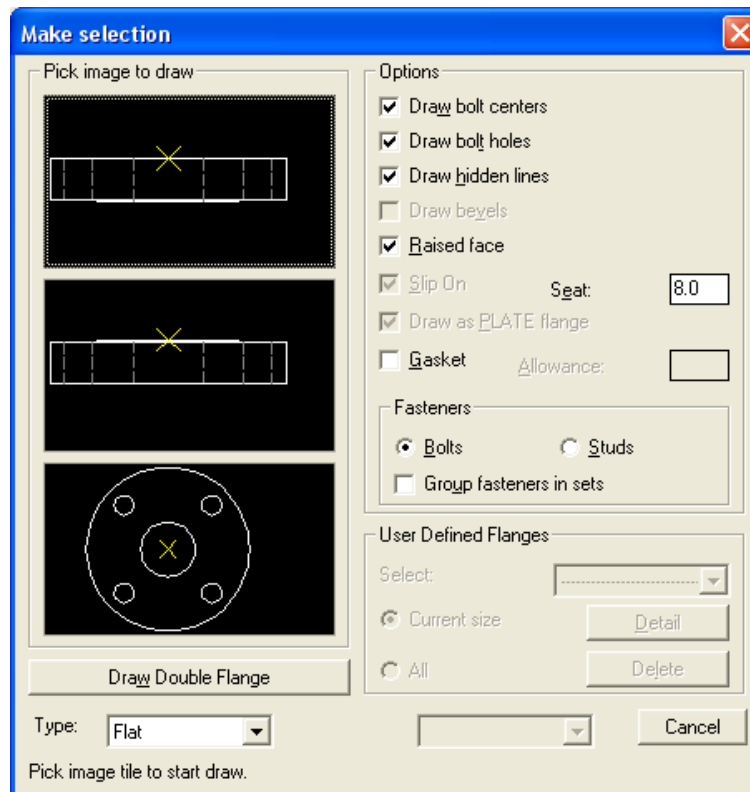 Make selection
Pick image to draw
Options
Draw bolt centers
Draw bolt holes
Draw hidden lines
Draw bevels
Raised face
Slip On Seat: 8.0
Draw as PLATE flange
Gasket Allowance:
Fasteners
Bolts Studs
Group fasteners in sets
User Defined Flanges
Select:
Current size Detail
All Delete
Draw Double Flange
Type: Flat Cancel
Pick image tile to start draw.